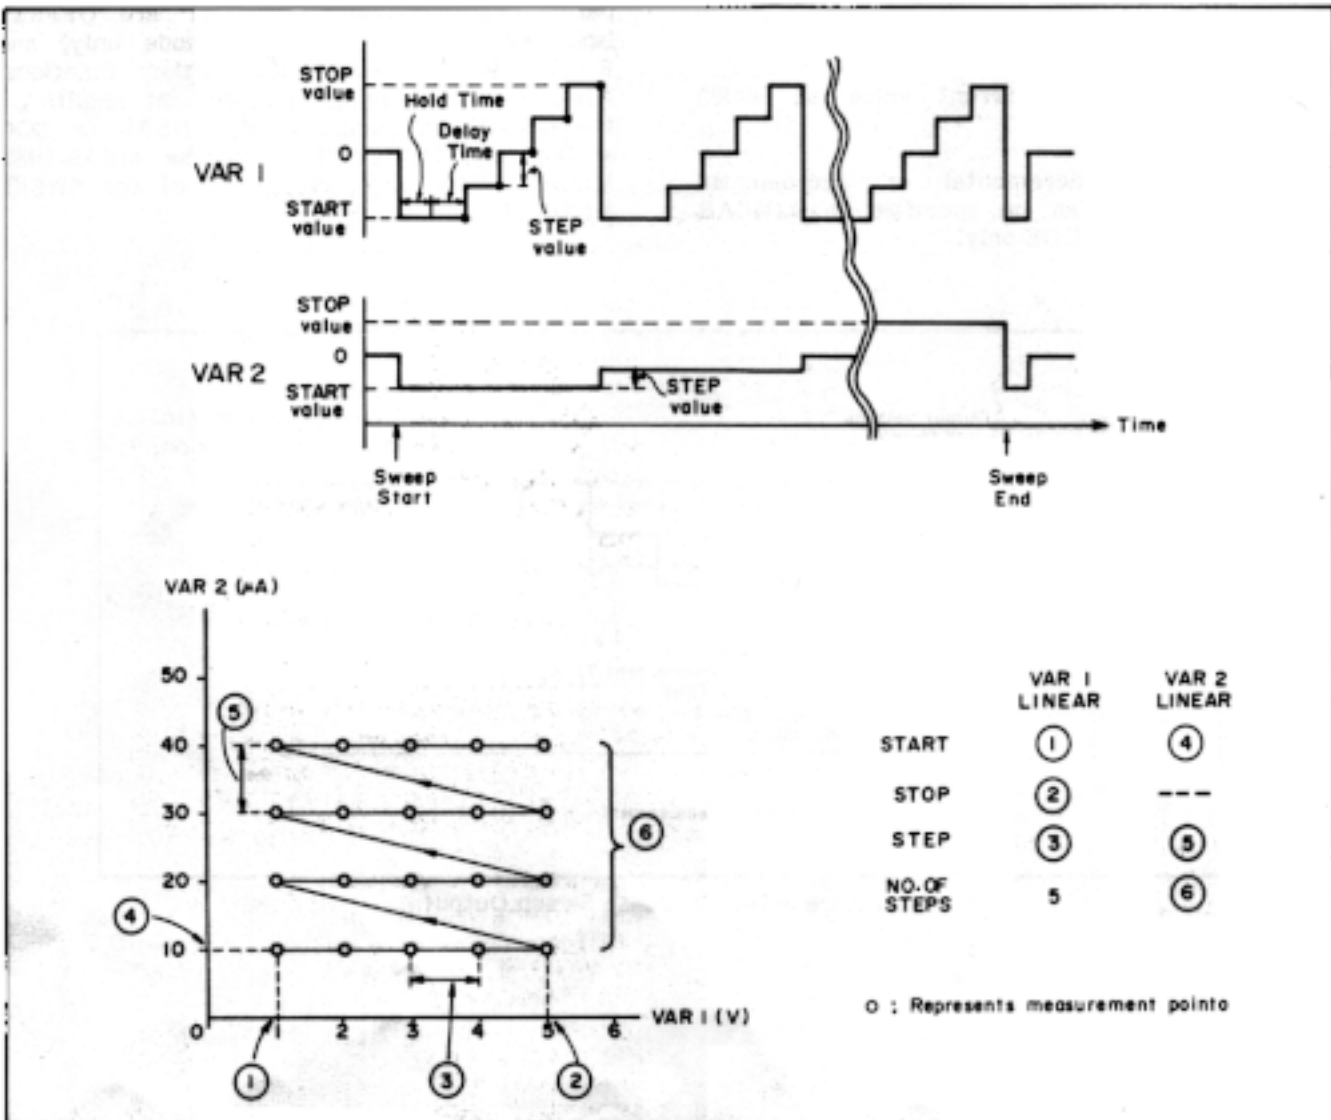 STOP
value
Hold Time
Delay
Time
0
VAR 1
START
value
STEP
value
STOP
value
0
VAR 2
START
value
STEP
value
Time
Sweep
Start
Sweep
End
VAR 2 (μA)
50
40
30
20
10
0
1
2
3
4
5
6
VAR 1 (V)
5
4
6
1
3
2
VAR 1
LINEAR
VAR 2
LINEAR
START
1
4
STOP
2
---
STEP
3
5
NO. OF
STEPS
5
6
o : Represents measurement pointo